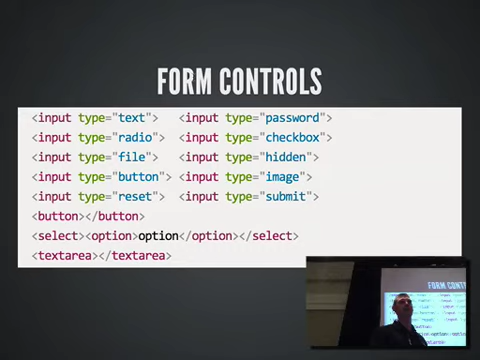 FORM CONTROLS
<input type="text"> <input type="password">
<input type="radio"> <input type="checkbox">
<input type="file"> <input type="hidden">
<input type="button"> <input type="image">
<input type="reset"> <input type="submit">
<button></button>
<select><option>option</option></select>
<textarea></textarea>
FORM CONT